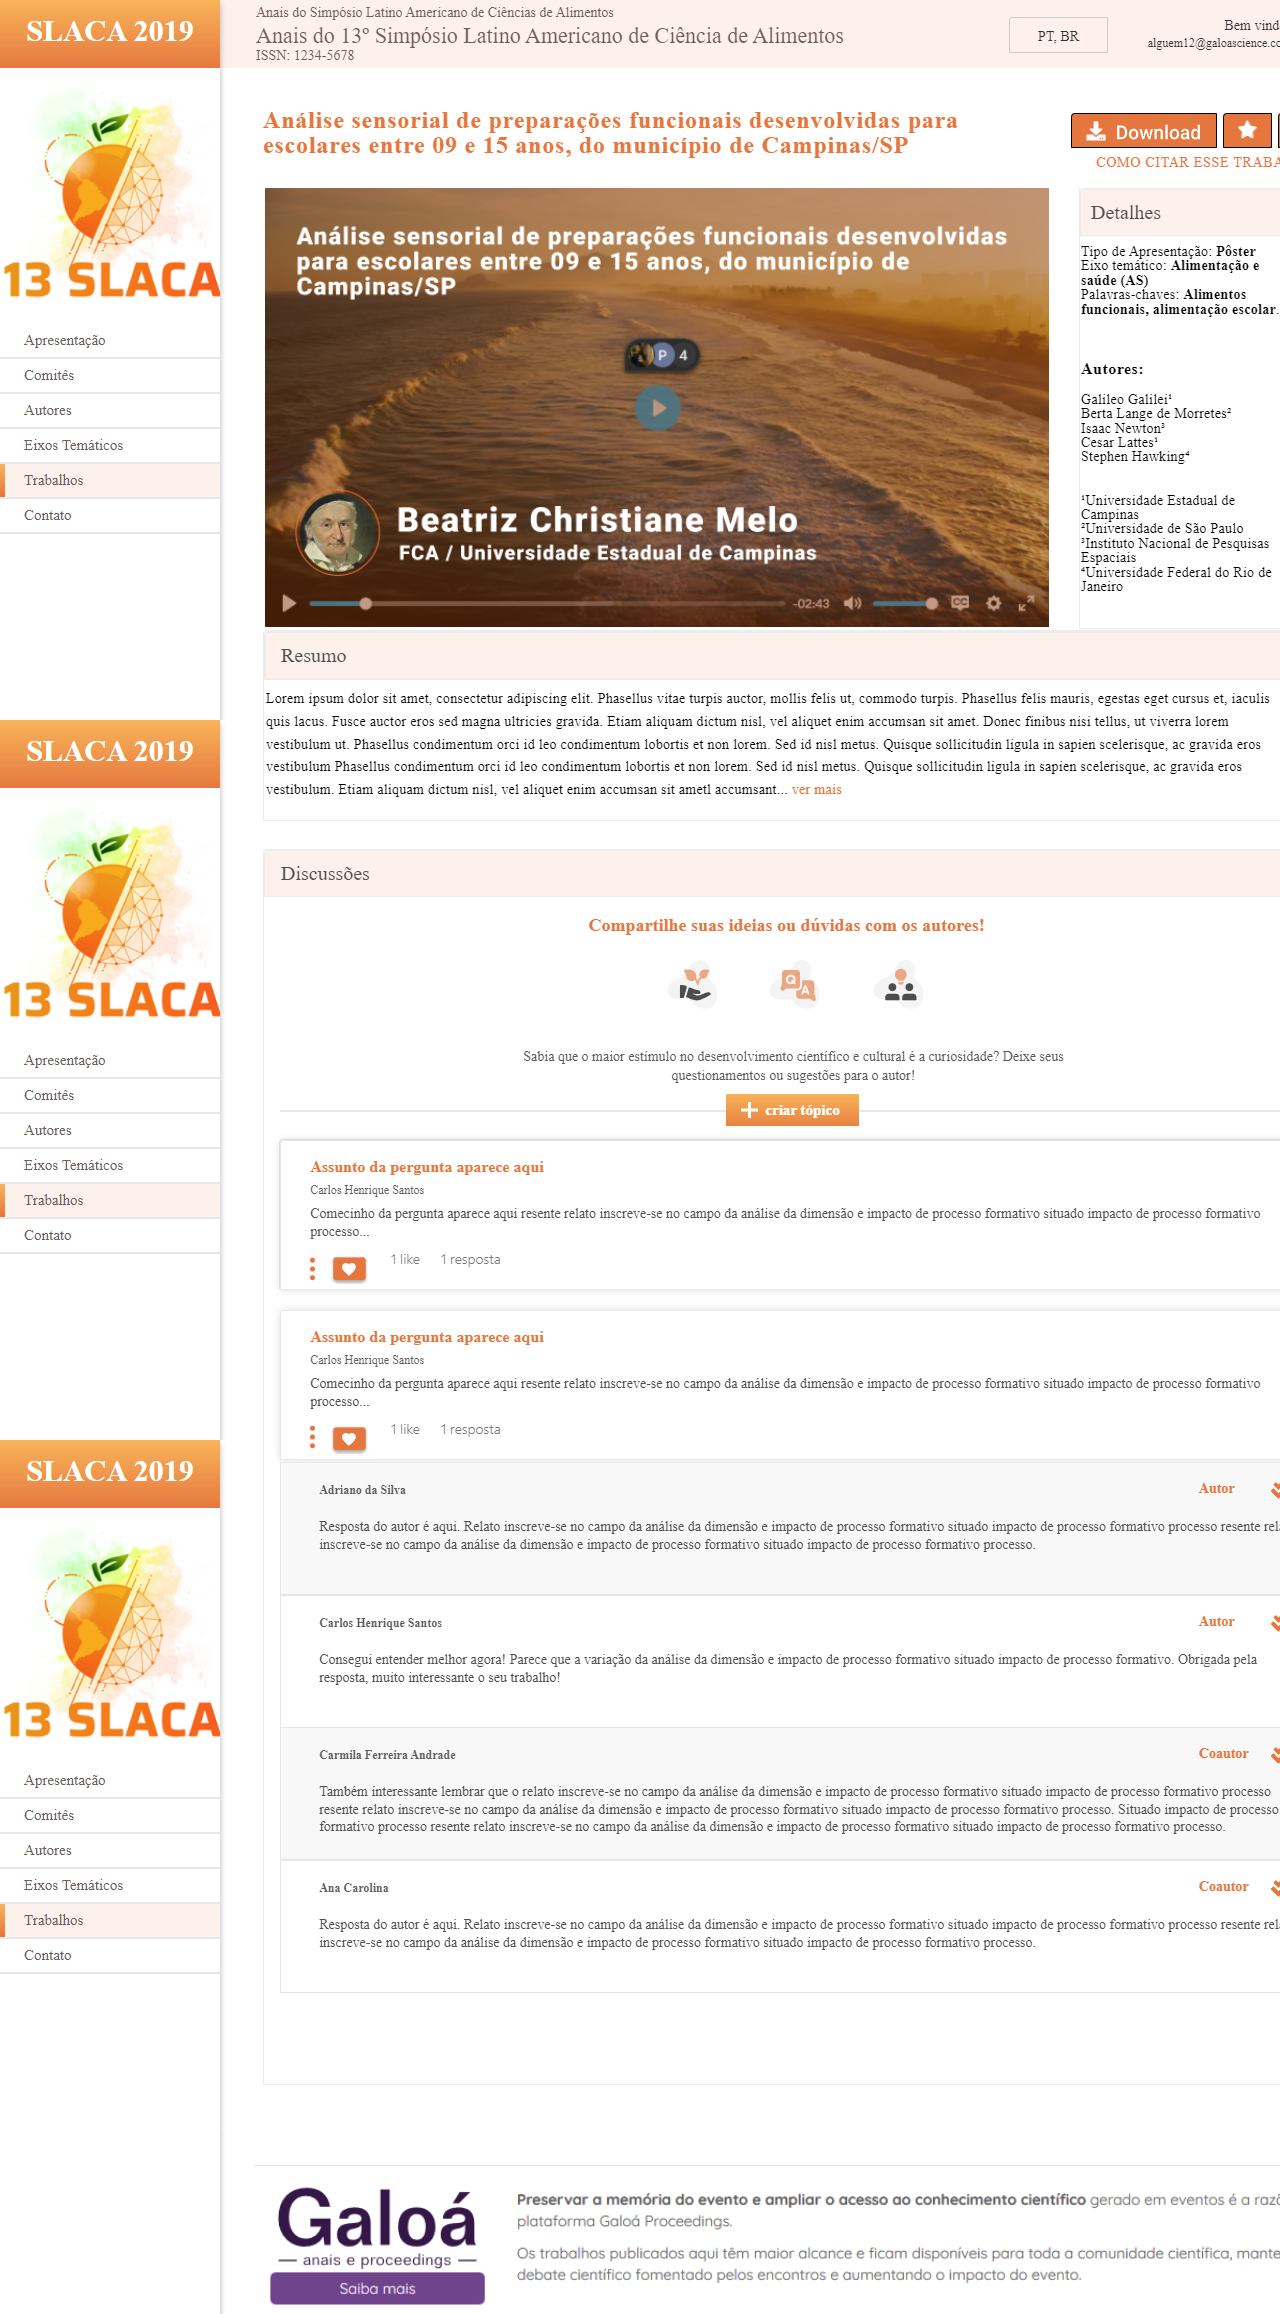 SLACA 2019
Anais do Simpósio Latino Americano de Ciências de Alimentos
Anais do 13º Simpósio Latino Americano de Ciência de Alimentos
ISSN: 1234-5678
PT, BR
Bem
alguem12@galoascience.co
13 SLACA
Apresentação
Comitês
Autores
Eixos Temáticos
Trabalhos
Contato
Análise sensorial de preparações funcionais desenvolvidas para
escolares entre 09 e 15 anos, do município de Campinas/SP
Download
COMO CITAR ESSE
Análise sensorial de preparações funcionais desenvolvidas
para escolares entre 09 e 15 anos, do município de
Campinas/SP
P 4
Beatriz Christiane Melo
FCA / Universidade Estadual de Campinas
-02:43
CC
Detalhes
Tipo de Apresentação: Pôster
Eixo temático: Alimentação e
saúde (AS)
Palavras-chaves: Alimentos
funcionais, alimentação escolar.
Autores:
Galileo Galilei¹
Berta Lange de Morretes²
Isaac Newton³
Cesar Lattes¹
Stephen Hawking⁴
¹Universidade Estadual de
Campinas
²Universidade de São Paulo
³Instituto Nacional de Pesquisas
Espaciais
⁴Universidade Federal do Rio de
Janeiro
Resumo
Lorem ipsum dolor sit amet, consectetur adipiscing elit. Phasellus vitae turpis auctor, mollis felis ut, commodo turpis. Phasellus felis mauris, egestas eget cursus et, iaculis
quis lacus. Fusce auctor eros sed magna ultricies gravida. Etiam aliquam dictum nisl, vel aliquet enim accumsan sit amet. Donec finibus nisi tellus, ut viverra lorem
vestibulum ut. Phasellus condimentum orci id leo condimentum lobortis et non lorem. Sed id nisl metus. Quisque sollicitudin ligula in sapien scelerisque, ac gravida eros
vestibulum Phasellus condimentum orci id leo condimentum lobortis et non lorem. Sed id nisl metus. Quisque sollicitudin ligula in sapien scelerisque, ac gravida eros
vestibulum. Etiam aliquam dictum nisl, vel aliquet enim accumsan sit ametl accumsant... ver mais
SLACA 2019
13 SLACA
Apresentação
Comitês
Autores
Eixos Temáticos
Trabalhos
Contato
Discussões
Compartilhe suas ideias ou dúvidas com os autores!
Q
A
Sabia que o maior estímulo no desenvolvimento científico e cultural é a curiosidade? Deixe seus
questionamentos ou sugestões para o autor!
criar tópico
Assunto da pergunta aparece aqui
Carlos Henrique Santos
Comecinho da pergunta aparece aqui resente relato inscreve-se no campo da análise da dimensão e impacto de processo formativo situado impacto de processo formativo
processo...
1 like 1 resposta
Assunto da pergunta aparece aqui
Carlos Henrique Santos
Comecinho da pergunta aparece aqui resente relato inscreve-se no campo da análise da dimensão e impacto de processo formativo situado impacto de processo formativo
processo...
1 like 1 resposta
SLACA 2019
13 SLACA
Apresentação
Comitês
Autores
Eixos Temáticos
Trabalhos
Contato
Adriano da Silva
Autor
Resposta do autor é aqui. Relato inscreve-se no campo da análise da dimensão e impacto de processo formativo situado impacto de processo formativo processo resente
inscreve-se no campo da análise da dimensão e impacto de processo formativo situado impacto de processo formativo processo.
Carlos Henrique Santos
Autor
Consegui entender melhor agora! Parece que a variação da análise da dimensão e impacto de processo formativo situado impacto de processo formativo. Obrigada pela
resposta, muito interessante o seu trabalho!
Carmila Ferreira Andrade
Coautor
Também interessante lembrar que o relato inscreve-se no campo da análise da dimensão e impacto de processo formativo situado impacto de processo formativo processo
resente relato inscreve-se no campo da análise da dimensão e impacto de processo formativo situado impacto de processo formativo processo. Situado impacto de processo
formativo processo resente relato inscreve-se no campo da análise da dimensão e impacto de processo formativo situado impacto de processo formativo processo.
Ana Carolina
Coautor
Resposta do autor é aqui. Relato inscreve-se no campo da análise da dimensão e impacto de processo formativo situado impacto de processo formativo processo resente
inscreve-se no campo da análise da dimensão e impacto de processo formativo situado impacto de processo formativo processo.
Galoá
anais e proceedings
Saiba mais
Preservar a memória do evento e ampliar o acesso ao conhecimento científico gerado em eventos é a
plataforma Galoá Proceedings.
Os trabalhos publicados aqui têm maior alcance e ficam disponíveis para toda a comunidade científica,
debate científico fomentado pelos encontros e aumentando o impacto do evento.